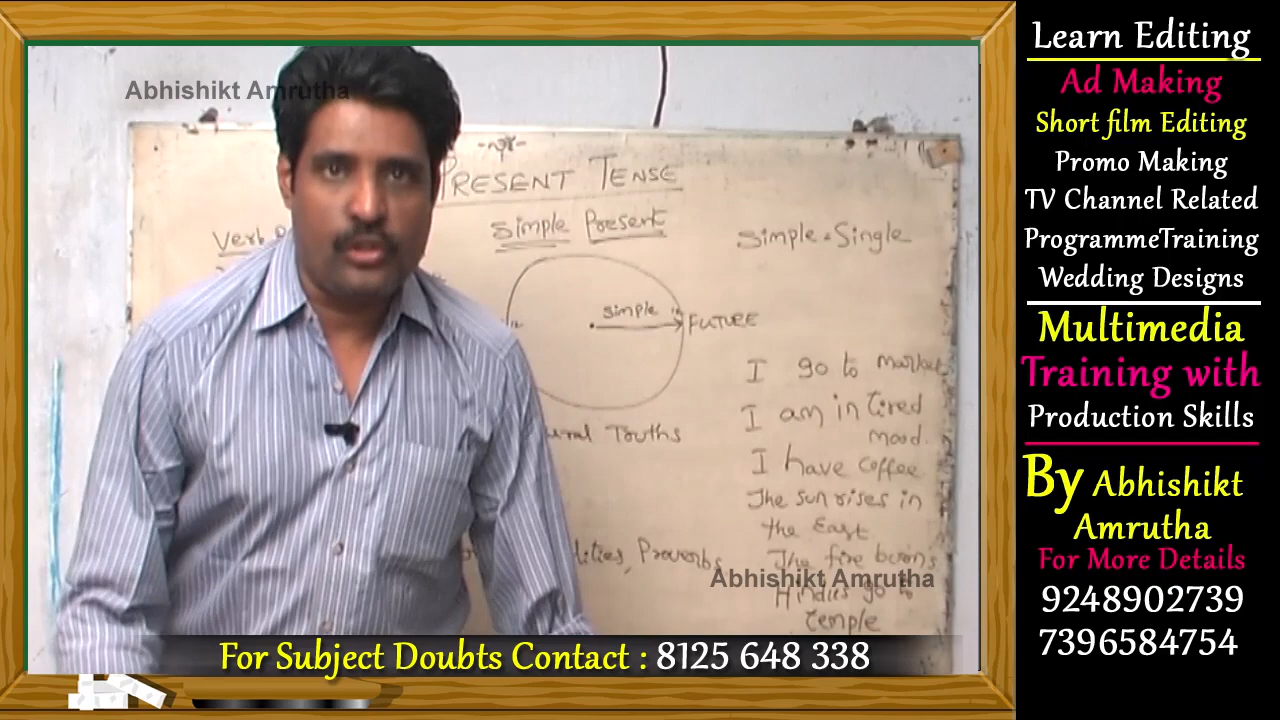 Abhishikt Amrutha
PRESENT TENSE
Simple Present
Verb
Simple = Single
simple
FUTURE
I go to market
I am in tired
mood.
I have coffee
Truths
The sun rises in
the East
Proverbs
The fire burns
Abhishikt Amrutha
Hindus go to
temple
For Subject Doubts Contact : 8125 648 338
Learn Editing
Ad Making
Short film Editing
Promo Making
TV Channel Related
ProgrammeTraining
Wedding Designs
Multimedia
Training with
Production Skills
By Abhishikt
Amrutha
For More Details
9248902739
7396584754